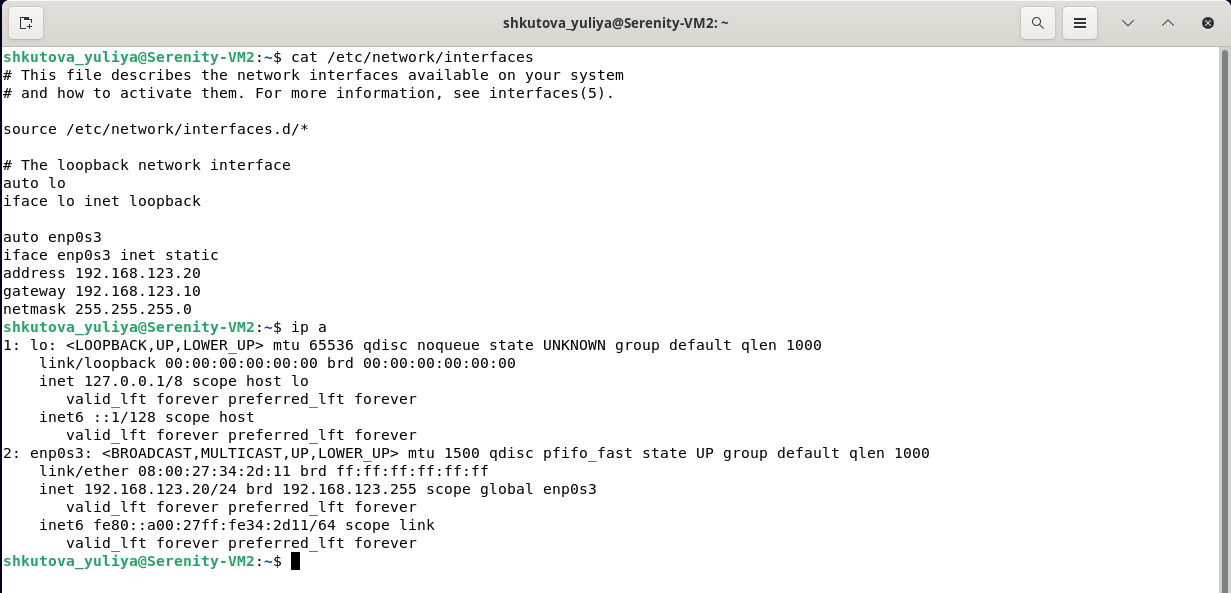 shkutova_yuliya@Serenity-VM2: ~
shkutova_yuliya@Serenity-VM2:~$ cat /etc/network/interfaces
# This file describes the network interfaces available on your system
# and how to activate them. For more information, see interfaces(5).
source /etc/network/interfaces.d/*
# The loopback network interface
auto lo
iface lo inet loopback
auto enp0s3
iface enp0s3 inet static
address 192.168.123.20
gateway 192.168.123.10
netmask 255.255.255.0
shkutova_yuliya@Serenity-VM2:~$ ip a
1: lo: <LOOPBACK,UP,LOWER_UP> mtu 65536 qdisc noqueue state UNKNOWN group default qlen 1000
    link/loopback 00:00:00:00:00:00 brd 00:00:00:00:00:00
    inet 127.0.0.1/8 scope host lo
       valid_lft forever preferred_lft forever
    inet6 ::1/128 scope host
       valid_lft forever preferred_lft forever
2: enp0s3: <BROADCAST,MULTICAST,UP,LOWER_UP> mtu 1500 qdisc pfifo_fast state UP group default qlen 1000
    link/ether 08:00:27:34:2d:11 brd ff:ff:ff:ff:ff:ff
    inet 192.168.123.20/24 brd 192.168.123.255 scope global enp0s3
       valid_lft forever preferred_lft forever
    inet6 fe80::a00:27ff:fe34:2d11/64 scope link
       valid_lft forever preferred_lft forever
shkutova_yuliya@Serenity-VM2:~$